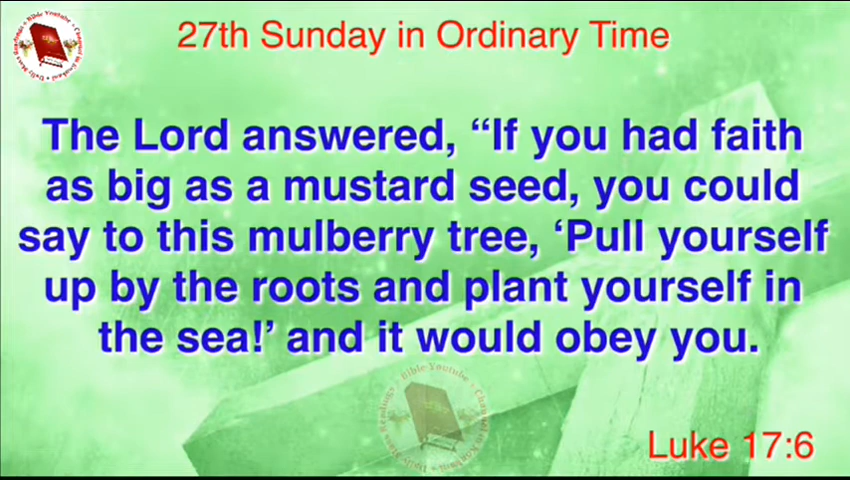 27th Sunday in Ordinary Time
The Lord answered, “If you had faith
as big as a mustard seed, you could
say to this mulberry tree, ‘Pull yourself
up by the roots and plant yourself in
the sea!’ and it would obey you.
Luke 17:6